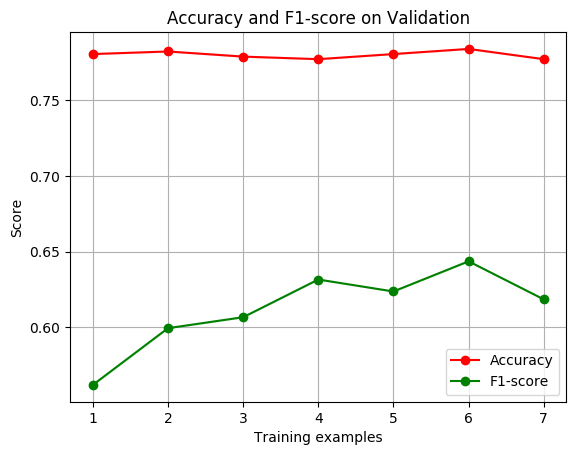 Accuracy and F1-score on Validation
Score
0.75
0.70
0.65
0.60
1 2 3 4 5 6 7
Training examples
Accuracy
F1-score